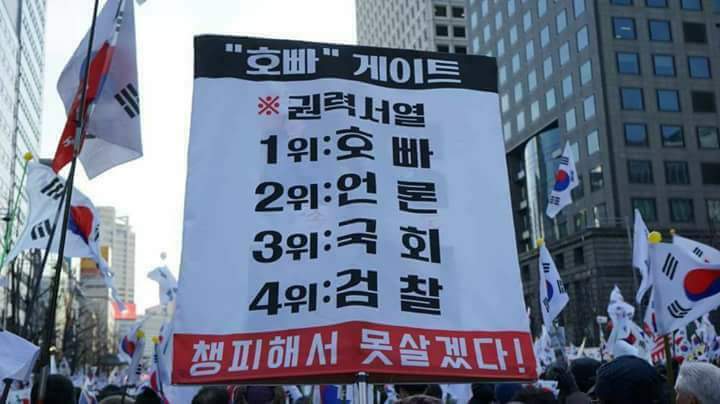 "호빠" 게이트
※권력서열
1위:호빠
2위:언론
3위:국회
4위:검찰
챙피해서 못살겠다!